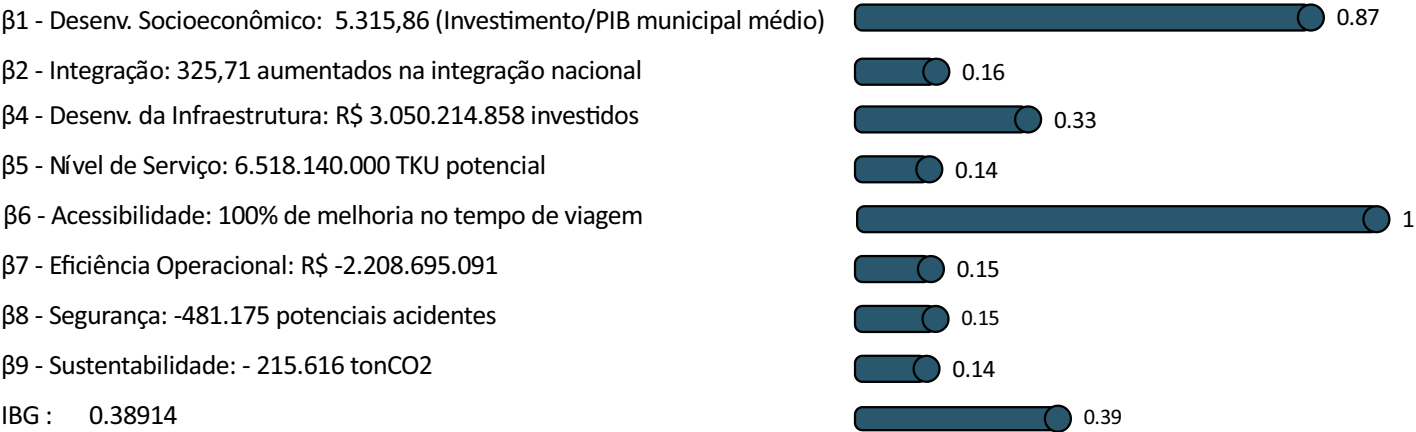 β1 - Desenv. Socioeconômico: 5.315,86 (Investimento/PIB municipal médio) 0.87
β2 - Integração: 325,71 aumentados na integração nacional 0.16
β4 - Desenv. da Infraestrutura: R$ 3.050.214.858 investidos 0.33
β5 - Nível de Serviço: 6.518.140.000 TKU potencial 0.14
β6 - Acessibilidade: 100% de melhoria no tempo de viagem 1
β7 - Eficiência Operacional: R$ -2.208.695.091 0.15
β8 - Segurança: -481.175 potenciais acidentes 0.15
β9 - Sustentabilidade: - 215.616 tonCO2 0.14
IBG : 0.38914 0.39